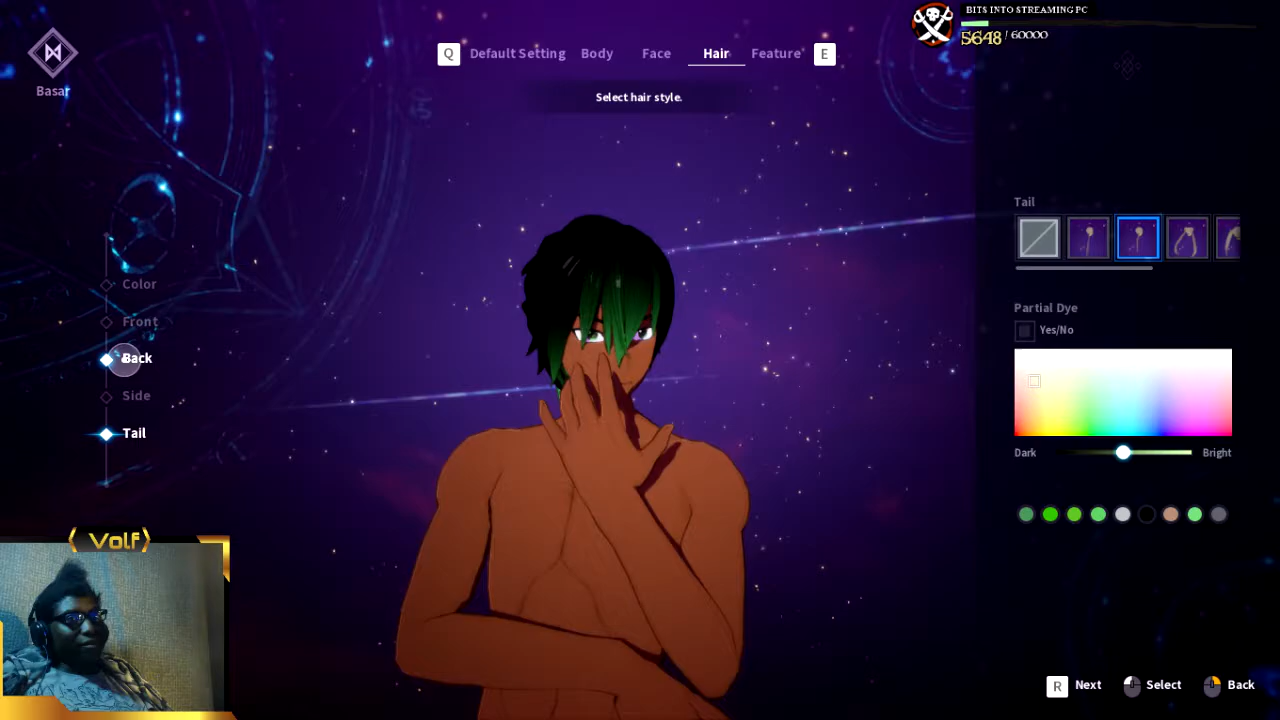 BITS INTO STREAMING PC
5648 / 60000
Basar
Q Default Setting Body Face Hair Feature E
Select hair style.
Tail
Color
Front
Back
Side
Tail
Partial Dye
Yes/No
Dark Bright
Volf
R Next Select Back